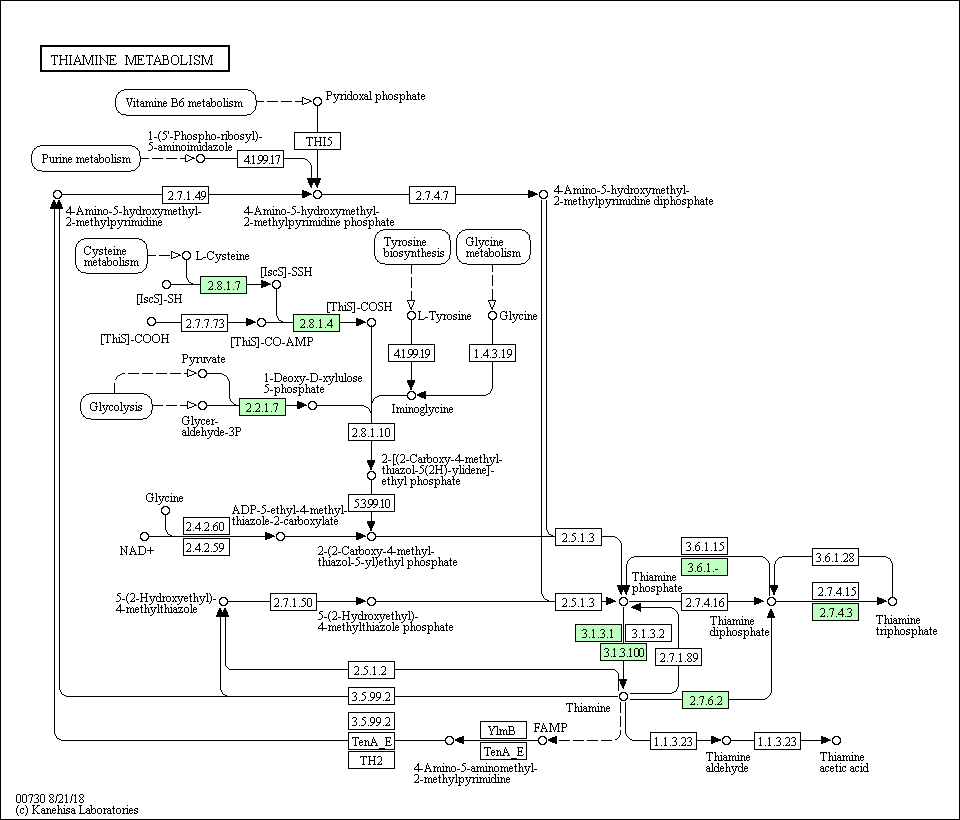 THIAMINE METABOLISM
Vitamine B6 metabolism
Pyridoxal phosphate
THI5
1-(5'-Phospho-ribosyl)-
5-aminoimidazole
Purine metabolism
4.1.99.17
2.7.1.49
2.7.4.7
4-Amino-5-hydroxymethyl-
2-methylpyrimidine
4-Amino-5-hydroxymethyl-
2-methylpyrimidine phosphate
4-Amino-5-hydroxymethyl-
2-methylpyrimidine diphosphate
Cysteine
metabolism
L-Cysteine
Tyrosine
biosynthesis
Glycine
metabolism
[IscS]-SSH
2.8.1.7
[IscS]-SH
[ThiS]-COSH
L-Tyrosine
Glycine
2.7.7.73
2.8.1.4
[ThiS]-COOH
[ThiS]-CO-AMP
4.1.99.19
1.4.3.19
Pyruvate
1-Deoxy-D-xylulose
5-phosphate
Glycolysis
2.2.1.7
Iminoglycine
Glycer-
aldehyde-3P
2.8.1.10
2-[(2-Carboxy-4-methyl-
thiazol-5(2H)-ylidene]-
ethyl phosphate
Glycine
5.3.99.10
ADP-5-ethyl-4-methyl-
thiazole-2-carboxylate
2.4.2.60
2.4.2.59
NAD+
2-(2-Carboxy-4-methyl-
thiazol-5-yl)ethyl phosphate
2.5.1.3
3.6.1.15
3.6.1.-
3.6.1.28
Thiamine
phosphate
5-(2-Hydroxyethyl)-
4-methylthiazole
2.7.1.50
5-(2-Hydroxyethyl)-
4-methylthiazole phosphate
2.5.1.3
2.7.4.16
2.7.4.15
2.7.4.3
Thiamine
diphosphate
Thiamine
triphosphate
3.1.3.1
3.1.3.2
3.1.3.100
2.7.1.89
2.5.1.2
3.5.99.2
Thiamine
2.7.6.2
3.5.99.2
TenA_E
TH2
YlmB
TenA_E
FAMP
4-Amino-5-aminomethyl-
2-methylpyrimidine
1.1.3.23
1.1.3.23
Thiamine
aldehyde
Thiamine
acetic acid
00730 8/21/18
(c) Kanehisa Laboratories